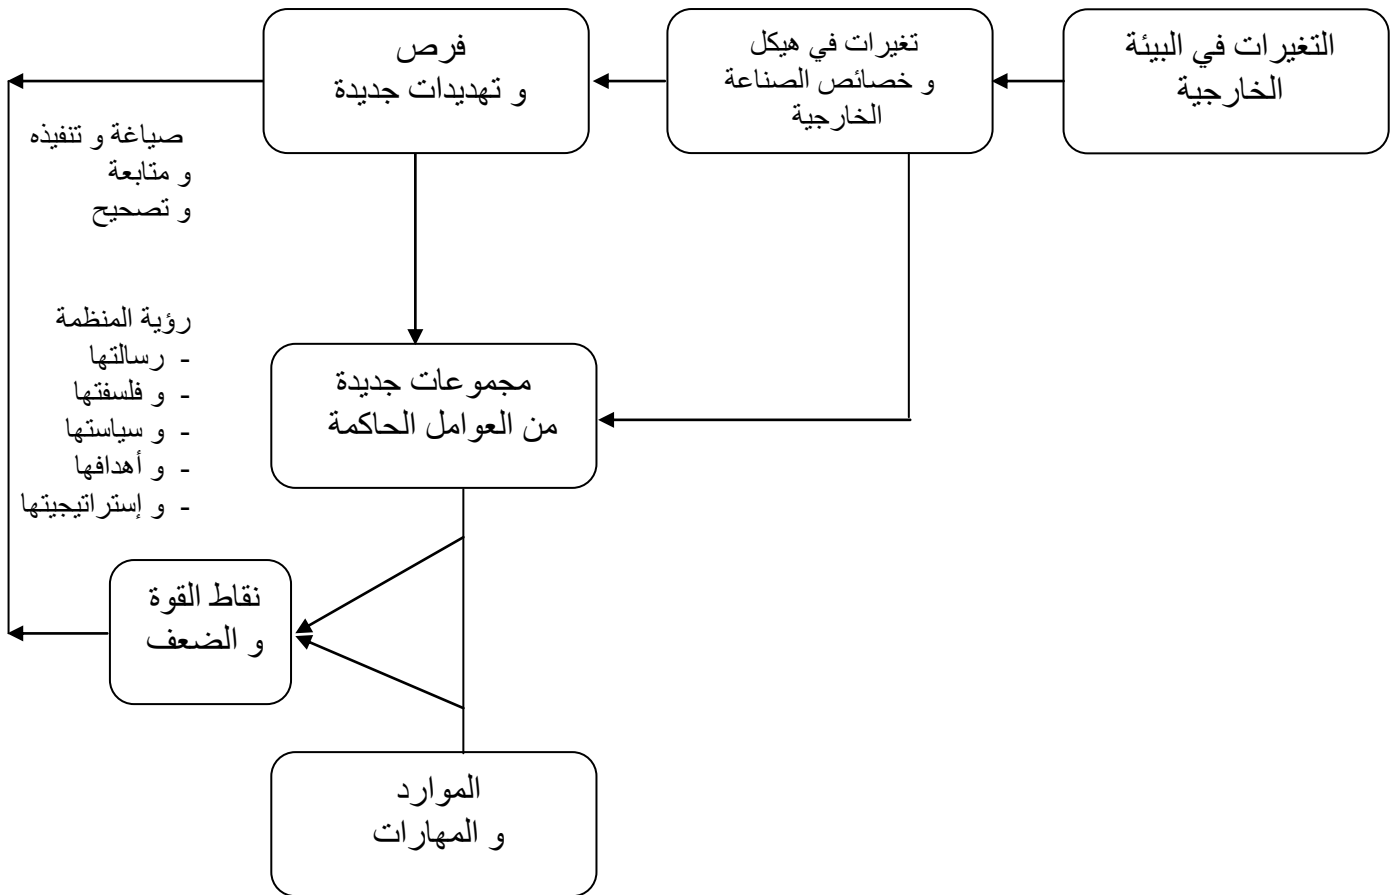 التغيرات في البيئة
الخارجية
تغيرات في هيكل
و خصائص الصناعة
الخارجية
فرص
و تهديدات جديدة
صياغة و تنفيذه
و متابعة
و تصحيح
رؤية المنظمة
- رسالتها
- و فلسفتها
- و سياستها
- و أهدافها
- و إستراتيجيتها
مجموعات جديدة
من العوامل الحاكمة
نقاط القوة
و الضعف
الموارد
و المهارات